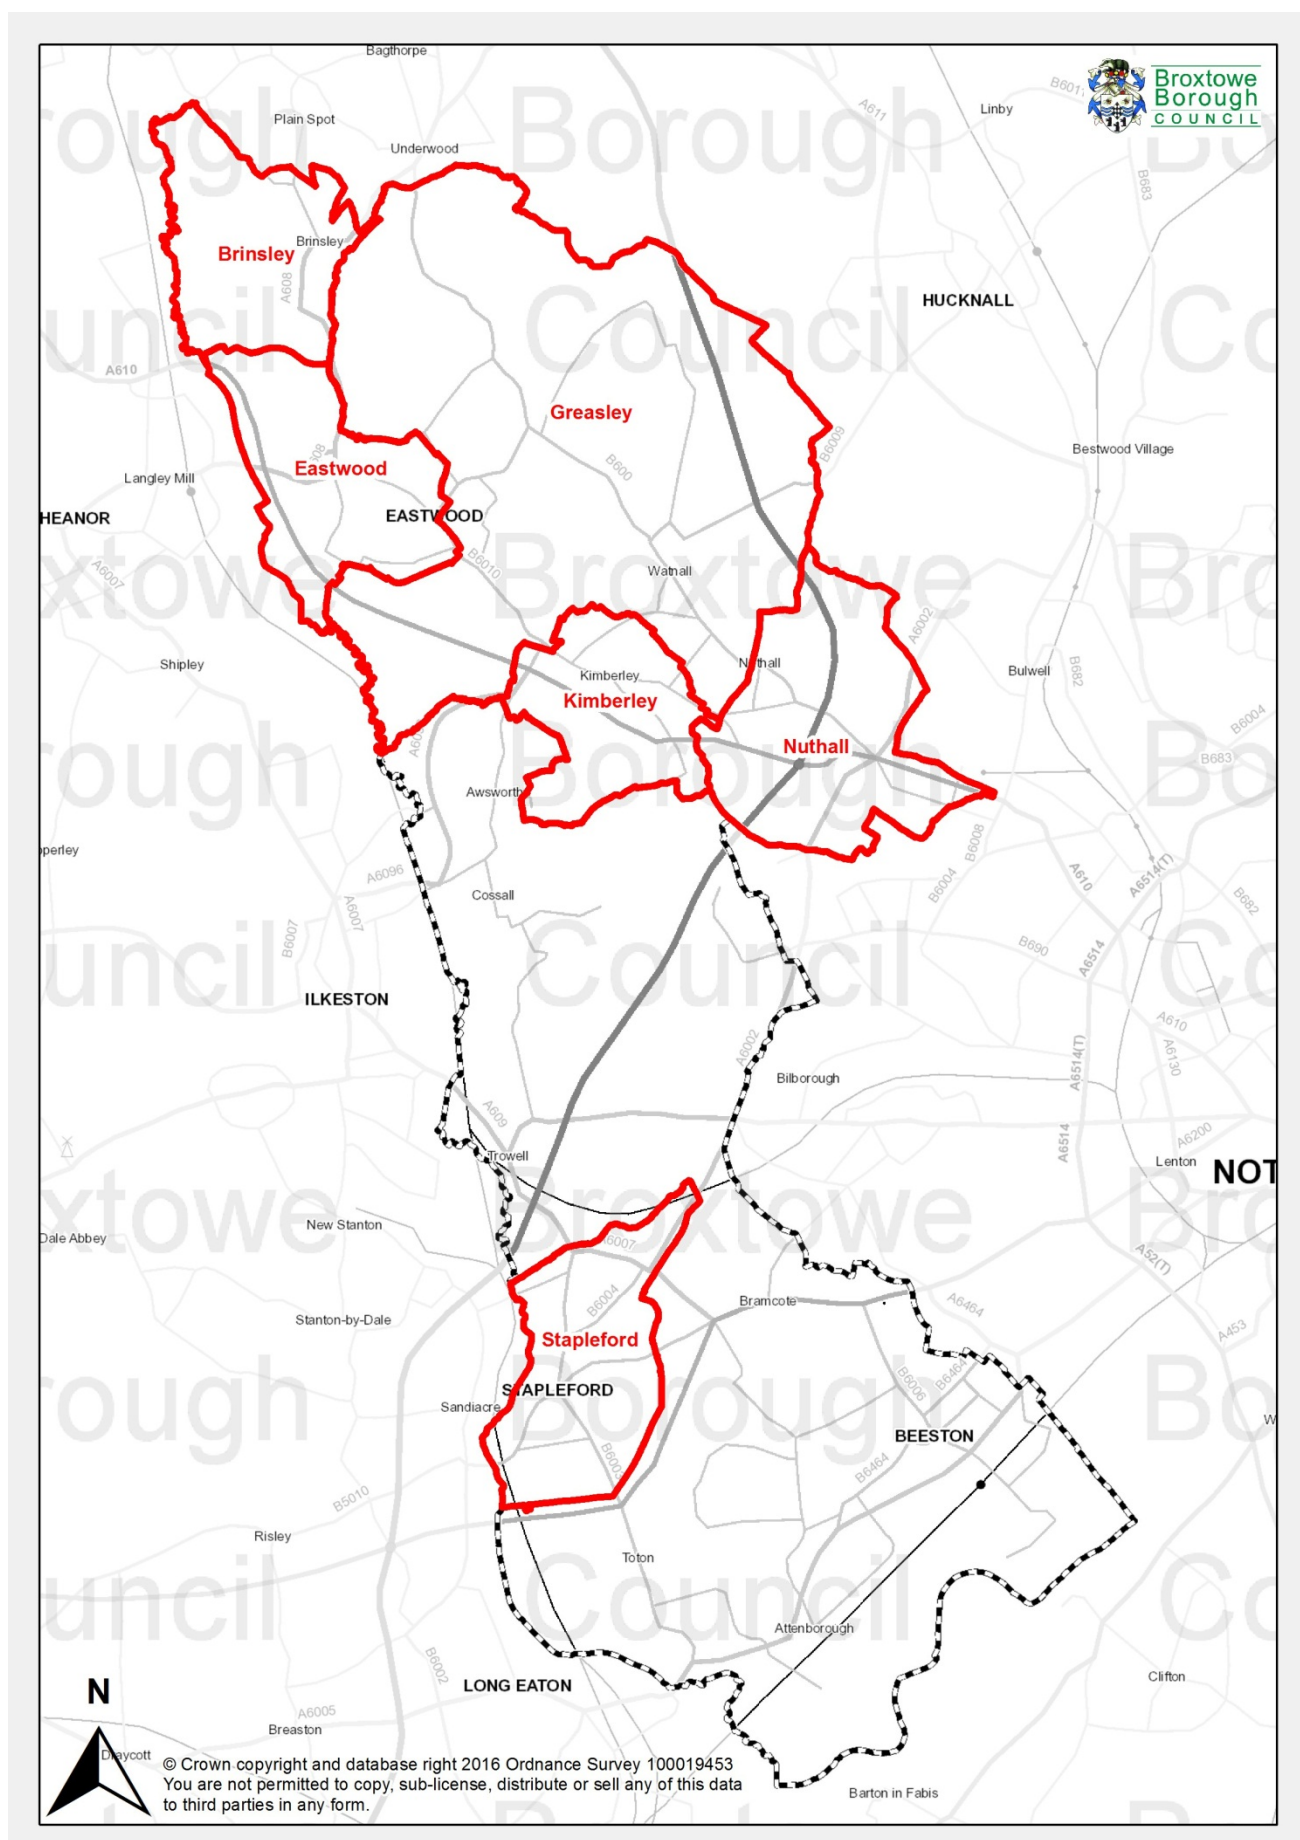 Bagthorpe
Broxtowe
Borough
COUNCIL
B6011
A611
Linby
Plain Spot
Underwood
B683
Brinsley
Brinsley
A608
HUCKNALL
A610
Greasley
B6009
Bestwood Village
Eastwood
B600
Langley Mill
HEANOR
EASTWOOD
B6010
Watnall
A6007
A6002
Shipley
Nuthall
Bulwell
B682
Kimberley
Kimberley
B6004
Nuthall
B683
Awsworth
B6008
perley
A6096
B6004
A610
A6514(T)
B682
Cossall
A6007
B6007
B690
A6514
ILKESTON
A610
A6002
A6514(T)
A6130
Bilborough
A609
A6514
A6200
Trowell
Lenton
NOT
New Stanton
Dale Abbey
A6007
A52(T)
B6004
Bramcote
A6464
Stanton-by-Dale
A453
Stapleford
STAPLEFORD
B6006
B6464
Sandiacre
BEESTON
B6003
B6464
B5010
Risley
Toton
Attenborough
B6002
Clifton
LONG EATON
N
A6005
Breaston
Draycott
© Crown copyright and database right 2016 Ordnance Survey 100019453
You are not permitted to copy, sub-license, distribute or sell any of this data
to third parties in any form.
Barton in Fabis
Broxtowe
Borough
Council